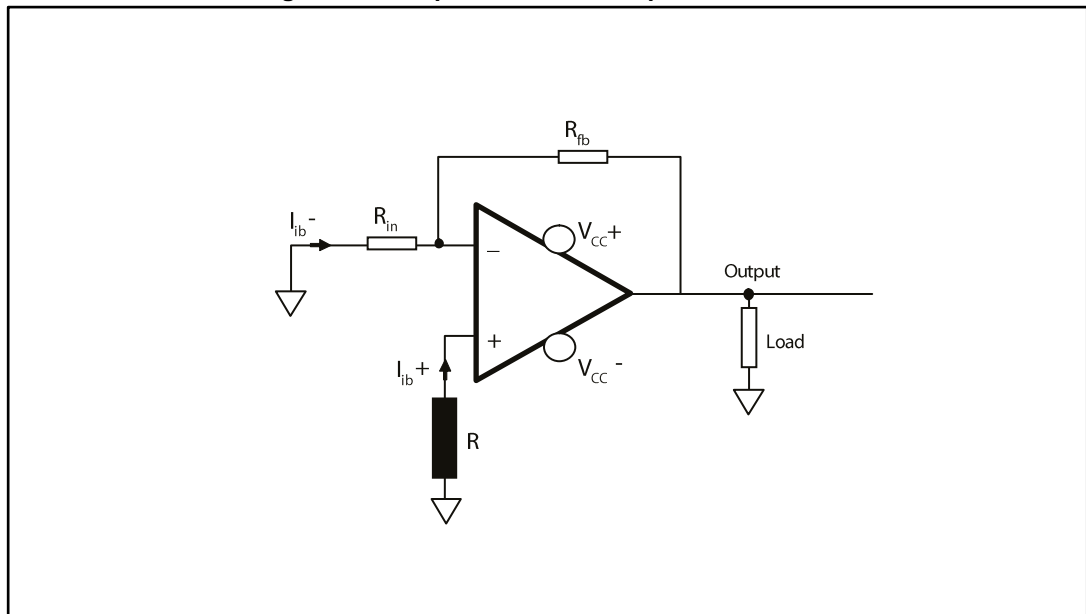 R_fb
I_ib-
R_in
V_CC+
−
Output
+
Load
I_ib+
V_CC -
R